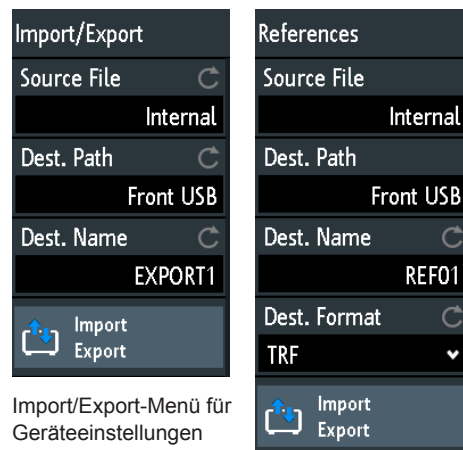 Import/Export
Source File
Internal
Dest. Path
Front USB
Dest. Name
EXPORT1
Import
Export
Import/Export-Menü für
Geräteeinstellungen
References
Source File
Internal
Dest. Path
Front USB
Dest. Name
REF01
Dest. Format
TRF
Import
Export